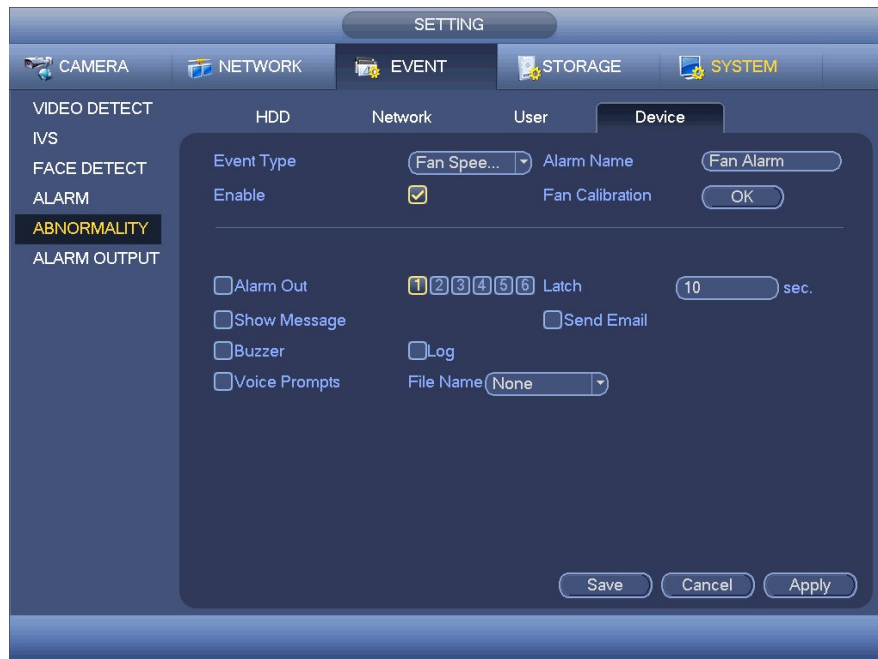 SETTING
CAMERA NETWORK EVENT STORAGE SYSTEM
VIDEO DETECT
IVS
FACE DETECT
ALARM
ABNORMALITY
ALARM OUTPUT
HDD Network User Device
Event Type Fan Spee... Alarm Name Fan Alarm
Enable Fan Calibration OK
Alarm Out 1 2 3 4 5 6 Latch 10 sec.
Show Message Send Email
Buzzer Log
Voice Prompts File Name None
Save Cancel Apply